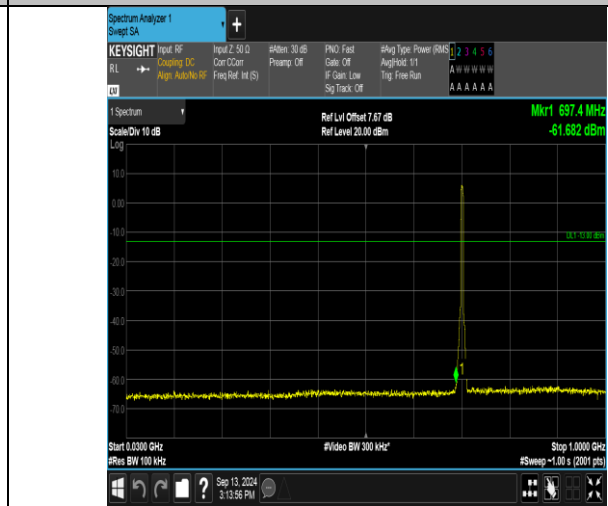 Spectrum Analyzer 1
Swept SA
+
KEYSIGHT Input: RF Input Z: 50 Ω #Atten: 30 dB PNO: Fast #Avg Type: Power (RMS 1 2 3 4 5 6
RL Coupling: DC Corr CCorr Preamp: Off Gate: Off Avg|Hold: 1/1 A W W W W W
Align: Auto/No RF Freq Ref: Int (S) IF Gain: Low Trig: Free Run
Sig Track: Off A A A A A A
LXI
1 Spectrum Ref Lvl Offset 7.67 dB Mkr1 697.4 MHz
Scale/Div 10 dB Ref Level 20.00 dBm -61.682 dBm
Log
10.0
0.00
-10.0
DL1 -13.00 dBm
-20.0
-30.0
-40.0
-50.0
1
-60.0
-70.0
Start 0.0300 GHz #Video BW 300 kHz* Stop 1.0000 GHz
#Res BW 100 kHz #Sweep ~1.00 s (2001 pts)
? Sep 13, 2024
3:13:56 PM